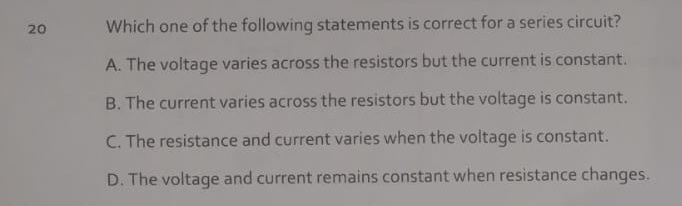 20 Which one of the following statements is correct for a series circuit?
A. The voltage varies across the resistors but the current is constant.
B. The current varies across the resistors but the voltage is constant.
C. The resistance and current varies when the voltage is constant.
D. The voltage and current remains constant when resistance changes.